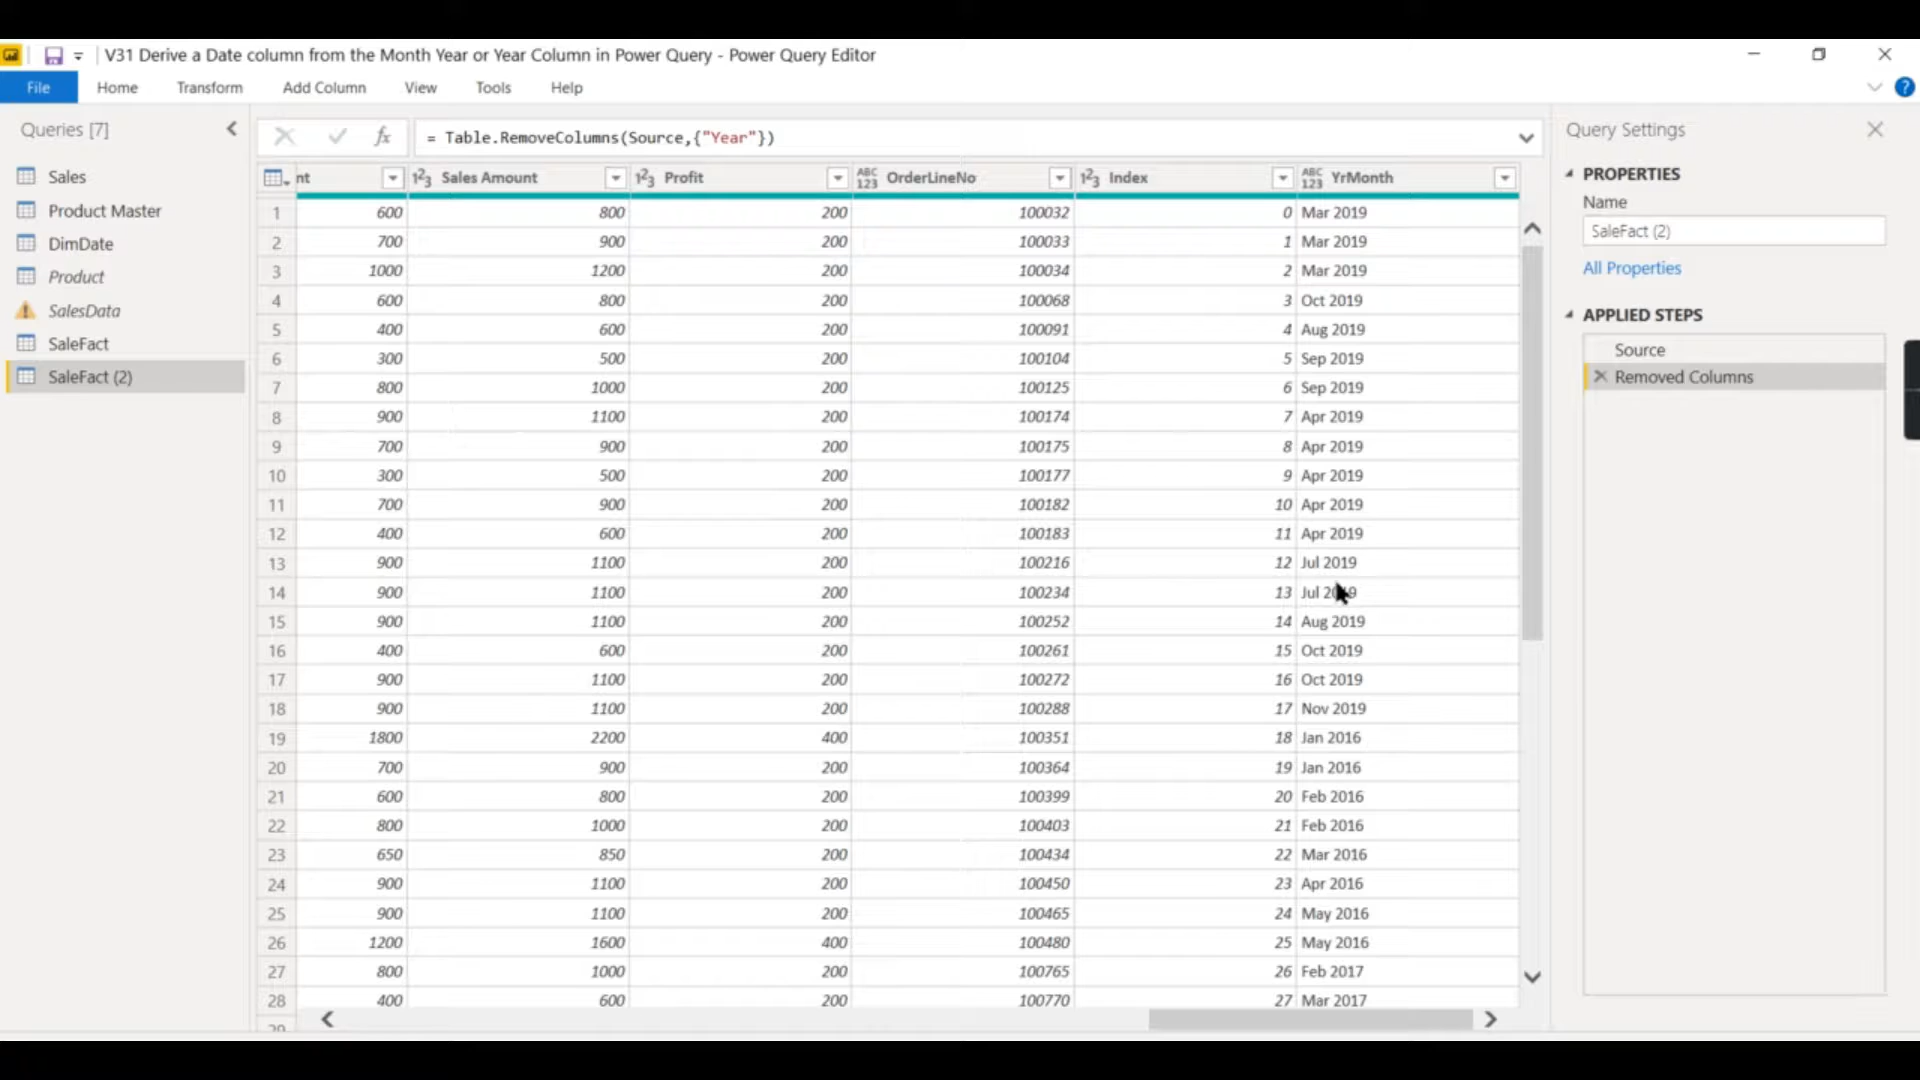 V31 Derive a Date column from the Month Year or Year Column in Power Query - Power Query Editor
File Home Transform Add Column View Tools Help ?
Queries [7]
Sales
Product Master
DimDate
Product
SalesData
SaleFact
SaleFact (2)
fx = Table.RemoveColumns(Source,{"Year"})
nt 123 Sales Amount 123 Profit ABC 123 OrderLineNo 123 Index ABC 123 YrMonth
1 600 800 200 100032 0 Mar 2019
2 700 900 200 100033 1 Mar 2019
3 1000 1200 200 100034 2 Mar 2019
4 600 800 200 100068 3 Oct 2019
5 400 600 200 100091 4 Aug 2019
6 300 500 200 100104 5 Sep 2019
7 800 1000 200 100125 6 Sep 2019
8 900 1100 200 100174 7 Apr 2019
9 700 900 200 100175 8 Apr 2019
10 300 500 200 100177 9 Apr 2019
11 700 900 200 100182 10 Apr 2019
12 400 600 200 100183 11 Apr 2019
13 900 1100 200 100216 12 Jul 2019
14 900 1100 200 100234 13 Jul 2019
15 900 1100 200 100252 14 Aug 2019
16 400 600 200 100261 15 Oct 2019
17 900 1100 200 100272 16 Oct 2019
18 900 1100 200 100288 17 Nov 2019
19 1800 2200 400 100351 18 Jan 2016
20 700 900 200 100364 19 Jan 2016
21 600 800 200 100399 20 Feb 2016
22 800 1000 200 100403 21 Feb 2016
23 650 850 200 100434 22 Mar 2016
24 900 1100 200 100450 23 Apr 2016
25 900 1100 200 100465 24 May 2016
26 1200 1600 400 100480 25 May 2016
27 800 1000 200 100765 26 Feb 2017
28 400 600 200 100770 27 Mar 2017
Query Settings
PROPERTIES
Name
SaleFact (2)
All Properties
APPLIED STEPS
Source
Removed Columns